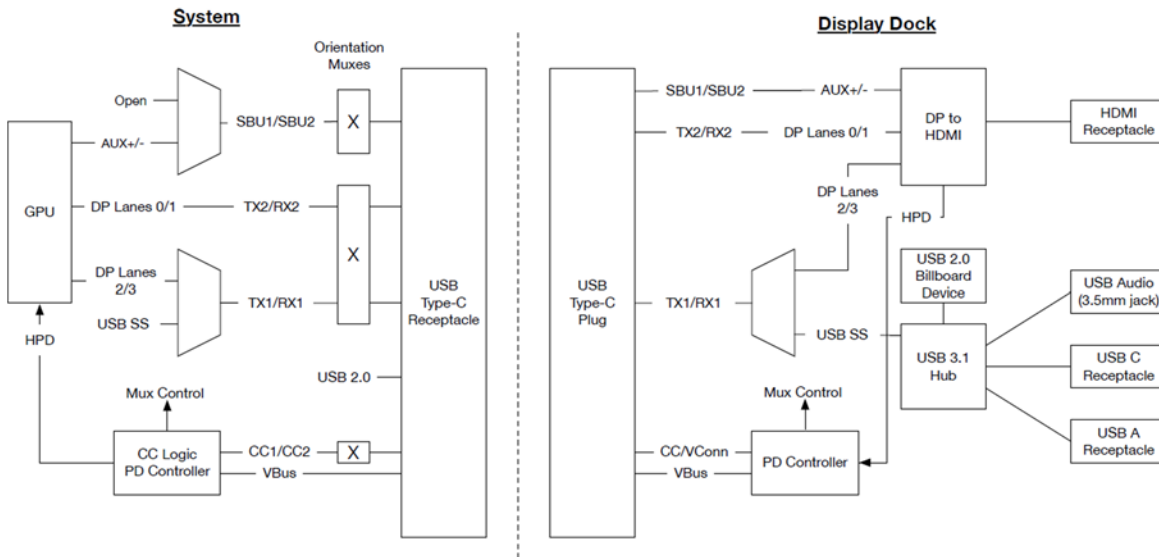 System
Orientation
Muxes
Open
AUX+/-
SBU1/SBU2
X
GPU
DP Lanes 0/1
TX2/RX2
X
DP Lanes
2/3
TX1/RX1
USB SS
HPD
USB
Type-C
Receptacle
USB 2.0
Mux Control
CC Logic
PD Controller
CC1/CC2
X
VBus
Display Dock
USB
Type-C
Plug
SBU1/SBU2
AUX+/-
TX2/RX2
DP Lanes 0/1
DP to
HDMI
HDMI
Receptacle
DP Lanes
2/3
HPD
TX1/RX1
USB SS
USB 2.0
Billboard
Device
USB 3.1
Hub
USB Audio
(3.5mm jack)
USB C
Receptacle
USB A
Receptacle
Mux Control
CC/VConn
VBus
PD Controller